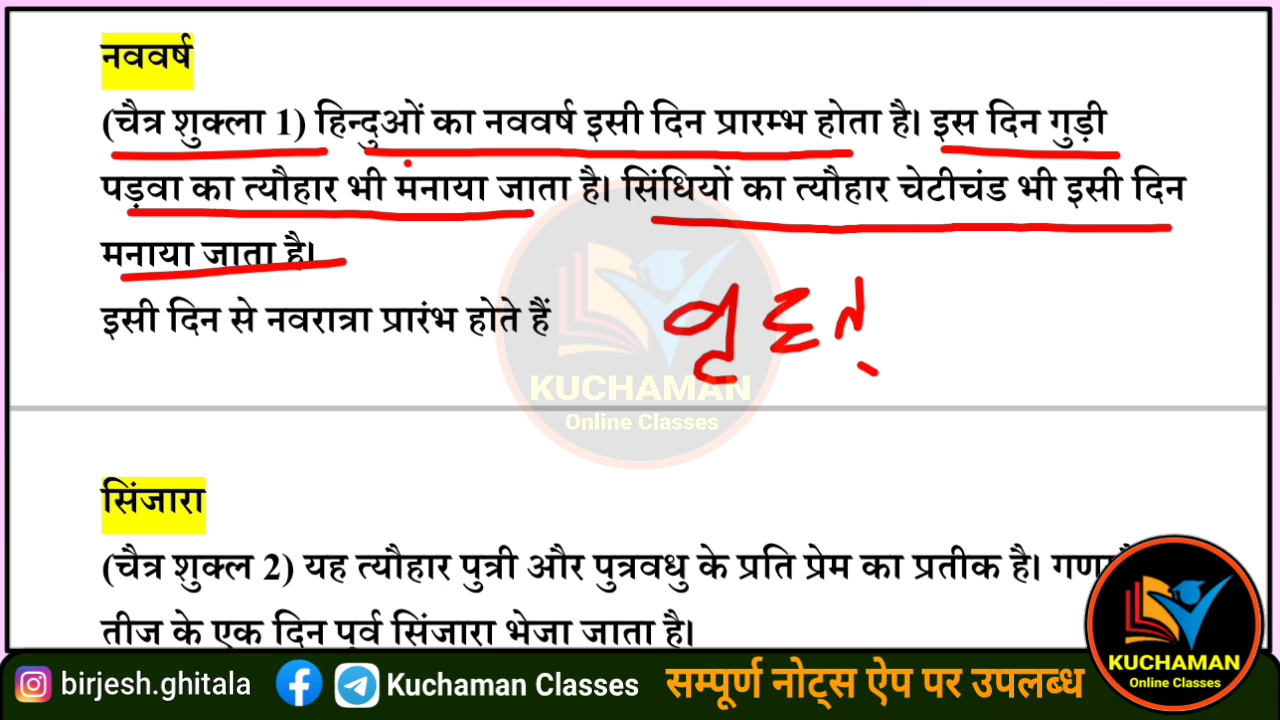 नववर्ष
(चैत्र शुक्ला 1) हिन्दुओं का नववर्ष इसी दिन प्रारम्भ होता है। इस दिन गुड़ी
पड़वा का त्यौहार भी मनाया जाता है। सिंधियों का त्यौहार चेटीचंड भी इसी दिन
मनाया जाता है।
इसी दिन से नवरात्रा प्रारंभ होते हैं
KUCHAMAN
Online Classes
सिंजारा
(चैत्र शुक्ल 2) यह त्यौहार पुत्री और पुत्रवधु के प्रति प्रेम का प्रतीक है।
तीज के एक दिन पूर्व सिंजारा भेजा जाता है।
KUCHAMAN
Online Classes
birjesh.ghitala Kuchaman Classes सम्पूर्ण नोट्स ऐप पर उपलब्ध